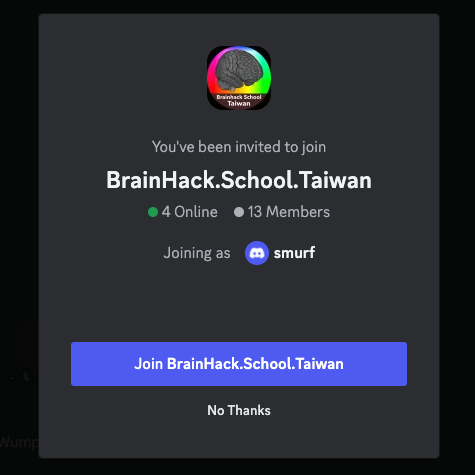 Brainhack School
Taiwan
You've been invited to join
BrainHack.School.Taiwan
4 Online 13 Members
Joining as smurf
Join BrainHack.School.Taiwan
No Thanks
Wump